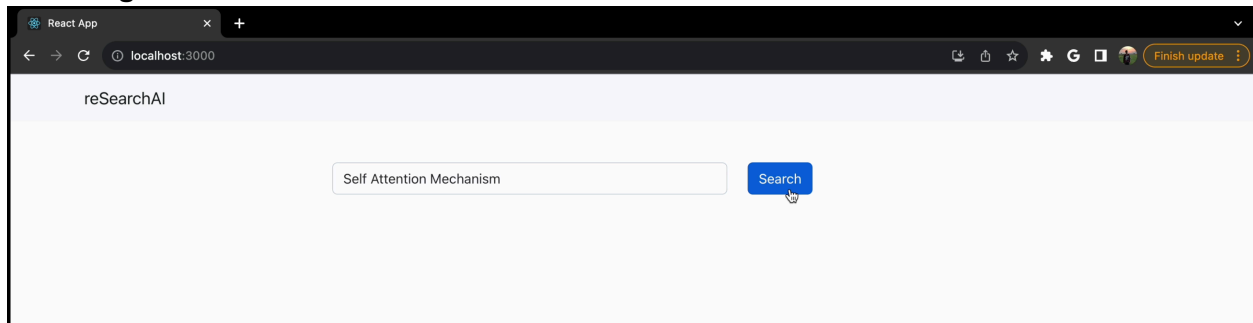 React App
localhost:3000
G
Finish update
reSearchAI
Self Attention Mechanism
Search